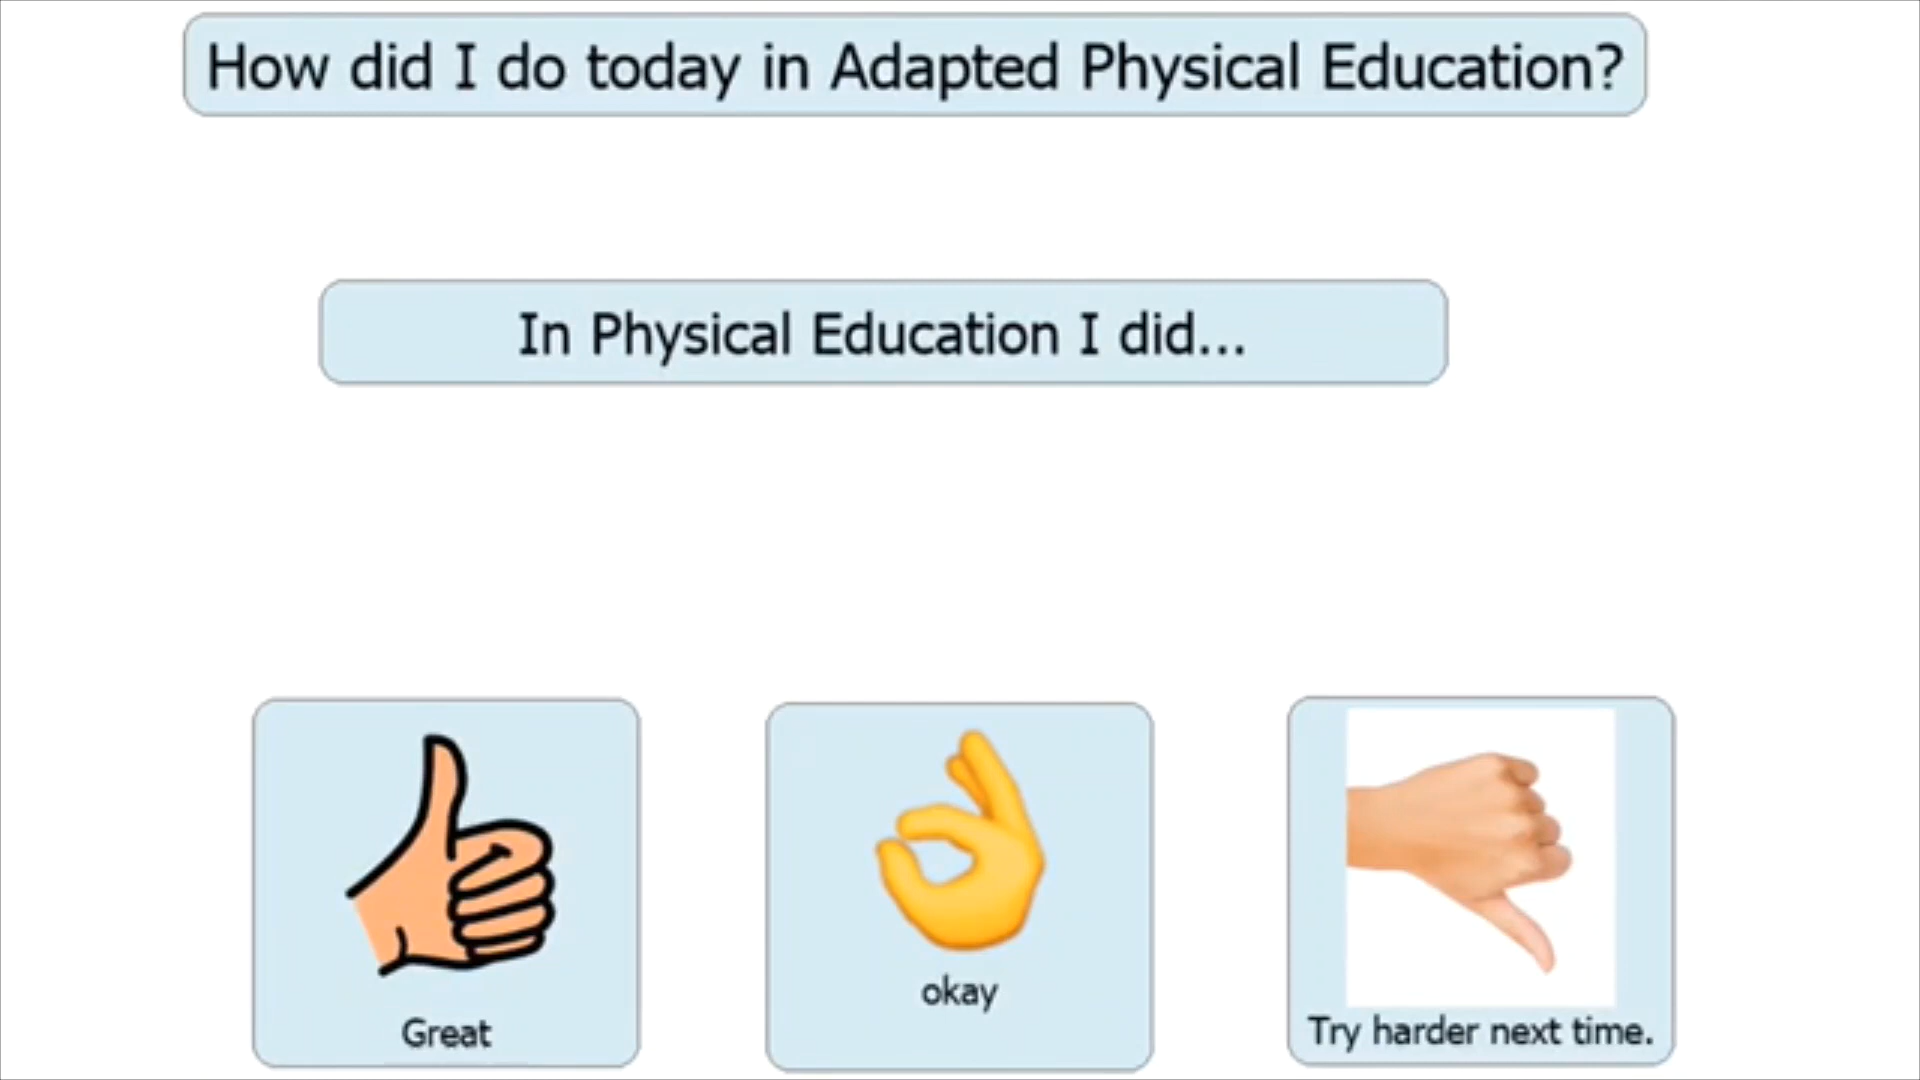 How did I do today in Adapted Physical Education?
In Physical Education I did...
Great
okay
Try harder next time.